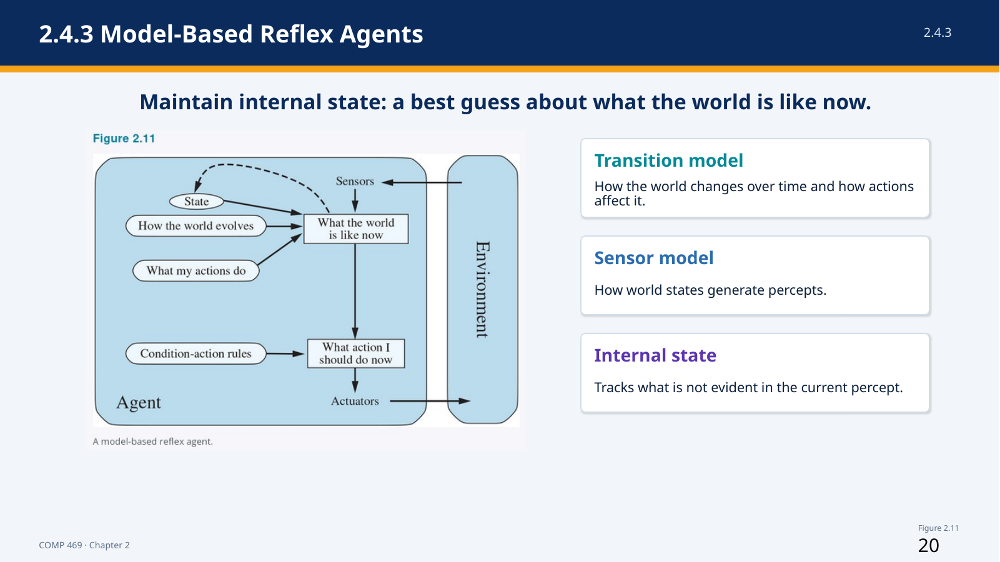 2.4.3 Model-Based Reflex Agents
2.4.3
Maintain internal state: a best guess about what the world is like now.
Figure 2.11
Sensors
State
How the world evolves
What the world
is like now
What my actions do
Environment
Condition-action rules
What action I
should do now
Agent
Actuators
A model-based reflex agent.
Transition model
How the world changes over time and how actions
affect it.
Sensor model
How world states generate percepts.
Internal state
Tracks what is not evident in the current percept.
Figure 2.11
COMP 469 · Chapter 2
20